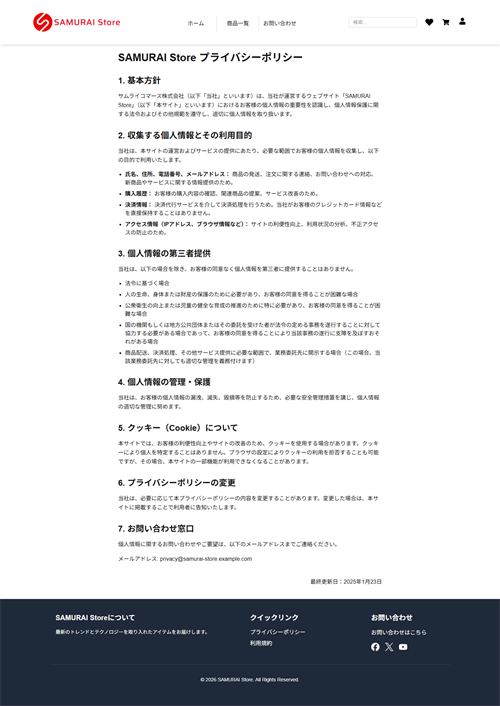 SAMURAI Store
ホーム
商品一覧
お問い合わせ
検索...
SAMURAI Store プライバシーポリシー
1. 基本方針
サムライコマース株式会社（以下「当社」といいます）は、当社が運営するウェブサイト「SAMURAI
Store」（以下「本サイト」といいます）におけるお客様の個人情報の重要性を認識し、個人情報保護に関
する法令およびその他規範を遵守し、適切に個人情報を取り扱います。
2. 収集する個人情報とその利用目的
当社は、本サイトの運営およびサービスの提供にあたり、必要な範囲でお客様の個人情報を収集し、以下
の目的で利用いたします。
• 氏名、住所、電話番号、メールアドレス： 商品の発送、注文に関する連絡、お問い合わせへの対応、
新商品やサービスに関する情報提供のため。
• 購入履歴： お客様の購入内容の確認、関連商品の提案、サービス改善のため。
• 決済情報： 決済代行サービスを介して決済処理を行うため。当社がお客様のクレジットカード情報など
を直接保持することはありません。
• アクセス情報（IPアドレス、ブラウザ情報など）： サイトの利便性向上、利用状況の分析、不正アクセ
スの防止のため。
3. 個人情報の第三者提供
当社は、以下の場合を除き、お客様の同意なく個人情報を第三者に提供することはありません。
• 法令に基づく場合
• 人の生命、身体または財産の保護のために必要があり、お客様の同意を得ることが困難な場合
• 公衆衛生の向上または児童の健全な育成の推進のために特に必要があり、お客様の同意を得ることが困
難な場合
• 国の機関もしくは地方公共団体またはその委託を受けた者が法令の定める事務を遂行することに対して
協力する必要がある場合であって、お客様の同意を得ることにより当該事務の遂行に支障を及ぼすおそ
れがある場合
• 商品配送、決済処理、その他サービス提供に必要な範囲で、業務委託先に開示する場合（この場合、当
該業務委託先に対しても適切な管理を義務付けます）
4. 個人情報の管理・保護
当社は、お客様の個人情報の漏洩、滅失、毀損等を防止するため、必要な安全管理措置を講じ、個人情報
の適切な管理に努めます。
5. クッキー（Cookie）について
本サイトでは、お客様の利便性向上やサイトの改善のため、クッキーを使用する場合があります。クッキ
ーにより個人を特定することはありません。ブラウザの設定によりクッキーの利用を拒否することも可能
ですが、その場合、本サイトの一部機能が利用できなくなることがあります。
6. プライバシーポリシーの変更
当社は、必要に応じて本プライバシーポリシーの内容を変更することがあります。変更した場合は、本サ
イトに掲載することで利用者に告知いたします。
7. お問い合わせ窓口
個人情報に関するお問い合わせやご要望は、以下のメールアドレスまでご連絡ください。
メールアドレス: privacy@samurai-store.example.com
最終更新日：2025年1月23日
SAMURAI Storeについて
最新のトレンドとテクノロジーを取り入れたアイテムをお届けします。
クイックリンク
プライバシーポリシー
利用規約
お問い合わせ
お問い合わせはこちら
© 2026 SAMURAI Store. All Rights Reserved.